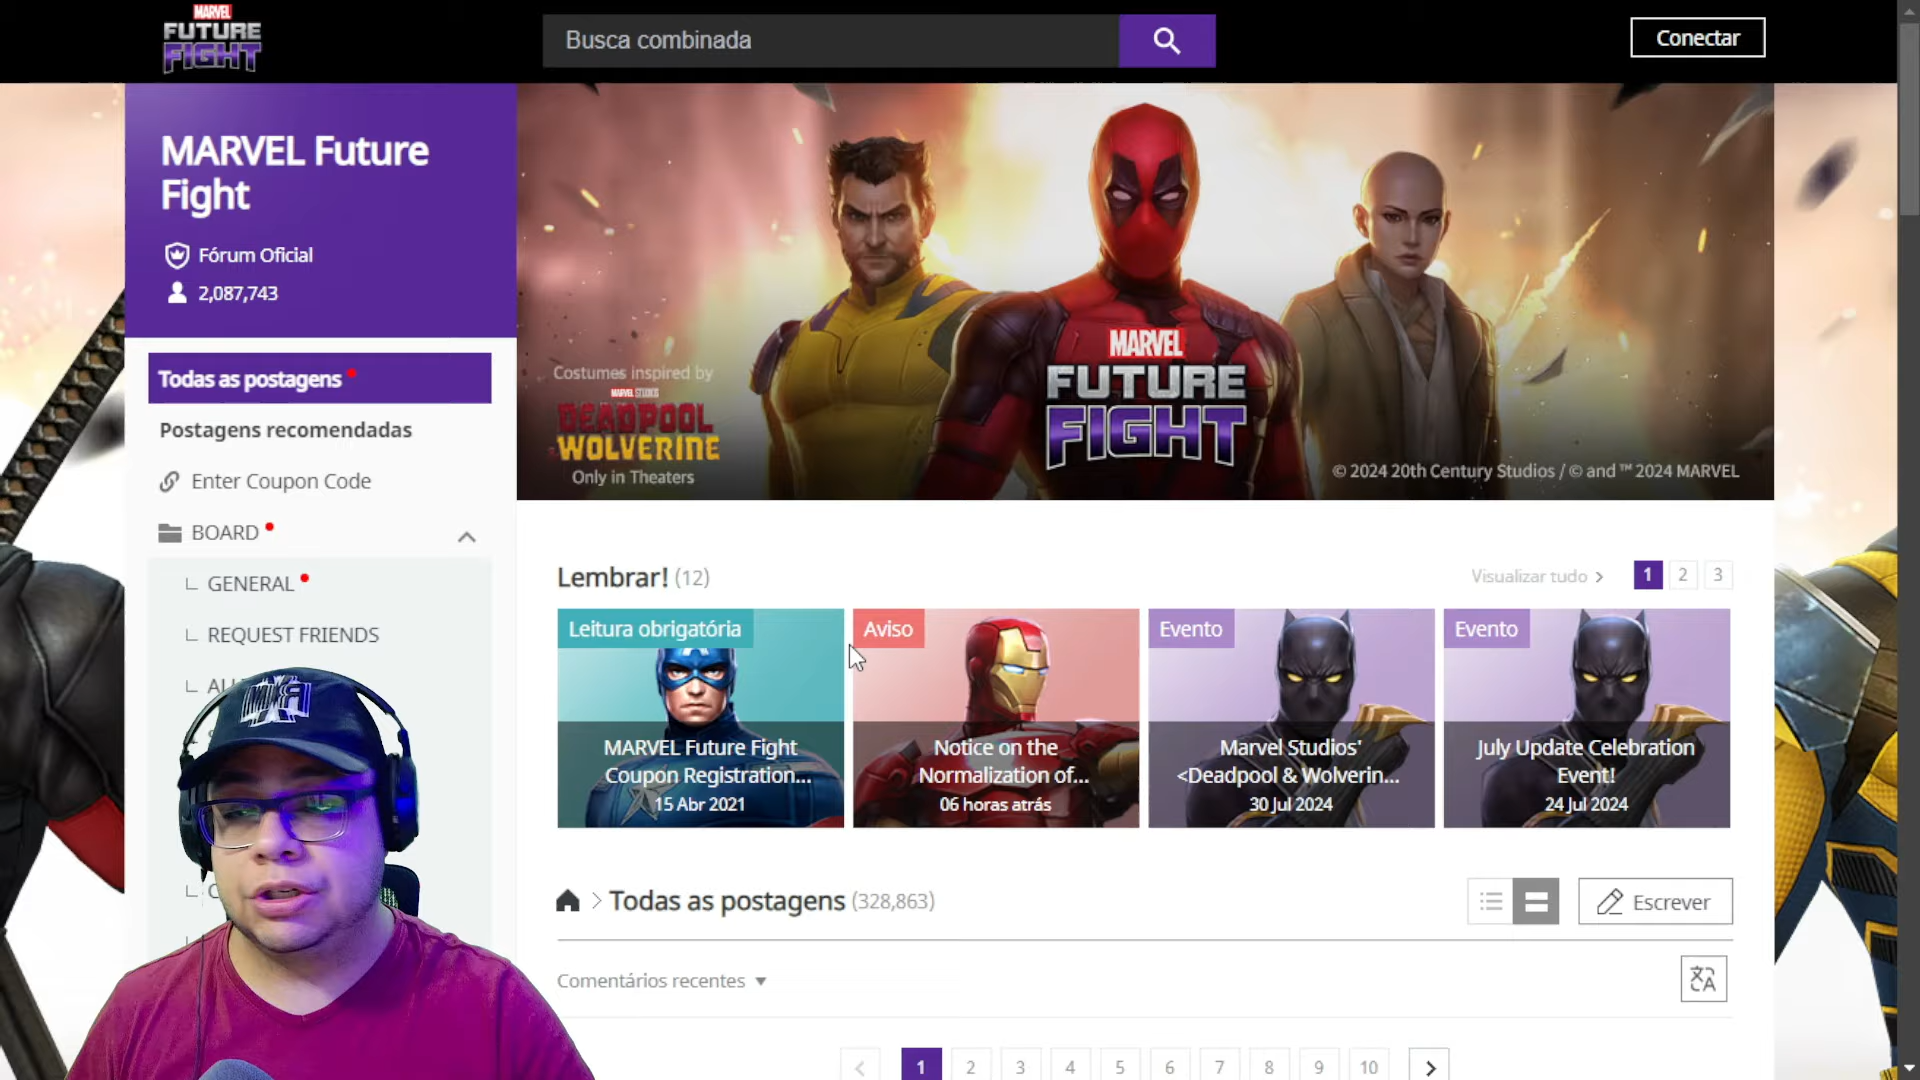 MARVEL
FUTURE
FIGHT
Busca combinada
Conectar
MARVEL Future
Fight
Fórum Oficial
2,087,743
Todas as postagens
Postagens recomendadas
Enter Coupon Code
BOARD
GENERAL
REQUEST FRIENDS
Costumes inspired by
MARVEL STUDIOS
DEADPOOL
WOLVERINE
Only in Theaters
MARVEL
FUTURE
FIGHT
© 2024 20th Century Studios / © and ™ 2024 MARVEL
Lembrar! (12)
Visualizar tudo >
1 2 3
Leitura obrigatória
MARVEL Future Fight
Coupon Registration...
15 Abr 2021
Aviso
Notice on the
Normalization of...
06 horas atrás
Evento
Marvel Studios'
<Deadpool & Wolverin...
30 Jul 2024
Evento
July Update Celebration
Event!
24 Jul 2024
> Todas as postagens (328,863)
Escrever
Comentários recentes ▼
< 1 2 3 4 5 6 7 8 9 10 >